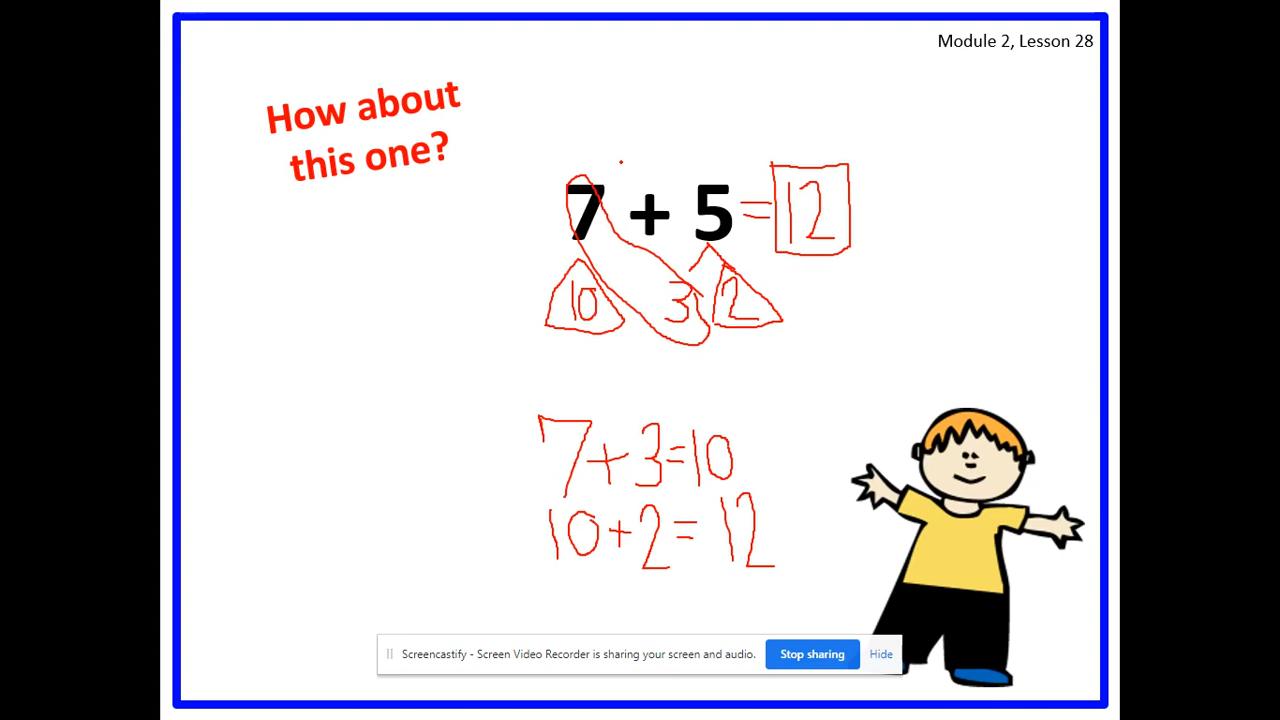 Module 2, Lesson 28
How about
this one?
7 + 5 = 12
10 3 2
7+3=10
10+2=12
Screencastify - Screen Video Recorder is sharing your screen and audio. Stop sharing Hide